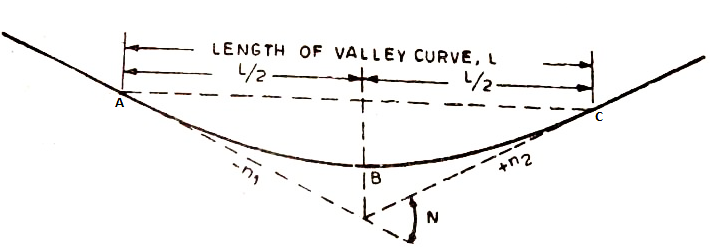 LENGTH OF VALLEY CURVE, L
L/2
L/2
A
C
B
-n1
+n2
N